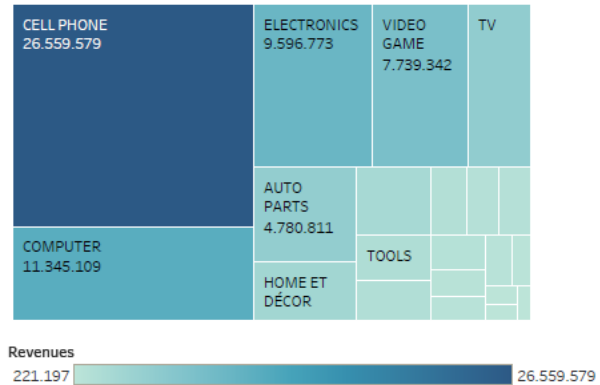 CELL PHONE
26.559.579
COMPUTER
11.345.109
ELECTRONICS
9.596.773
VIDEO
GAME
7.739.342
TV
AUTO
PARTS
4.780.811
HOME ET
DÉCOR
TOOLS
Revenues
221.197
26.559.579